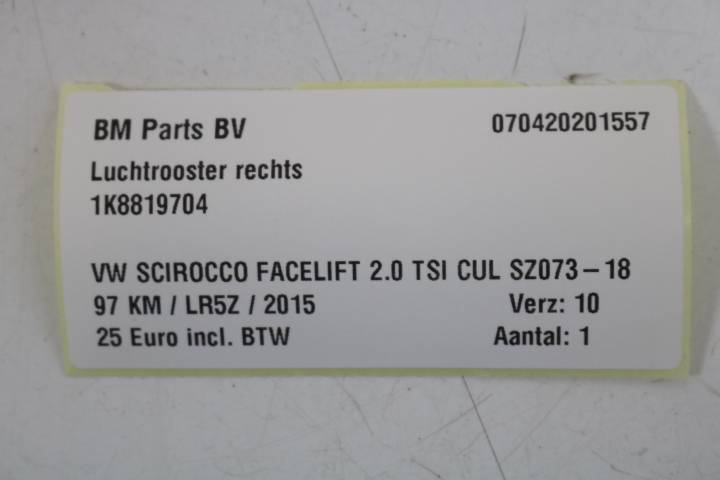 BM Parts BV 070420201557
Luchtrooster rechts
1K8819704
VW SCIROCCO FACELIFT 2.0 TSI CUL SZ073-18
97 KM / LR5Z / 2015 Verz: 10
25 Euro incl. BTW Aantal: 1